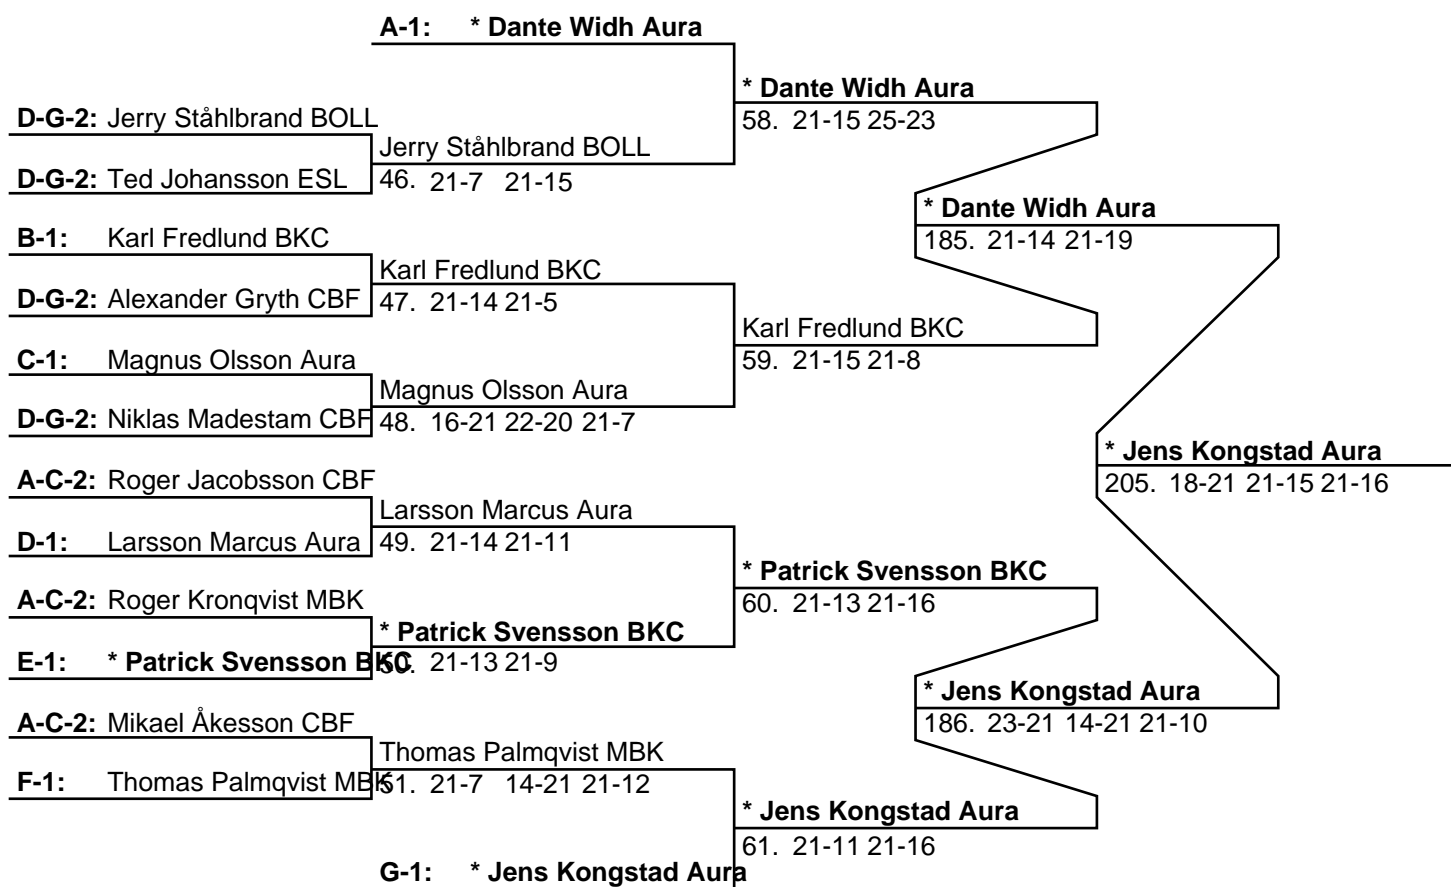 A-1: * Dante Widh Aura
* Dante Widh Aura
58. 21-15 25-23
D-G-2: Jerry Ståhlbrand BOLL
Jerry Ståhlbrand BOLL
46. 21-7 21-15
D-G-2: Ted Johansson ESL
* Dante Widh Aura
185. 21-14 21-19
B-1: Karl Fredlund BKC
Karl Fredlund BKC
47. 21-14 21-5
D-G-2: Alexander Gryth CBF
Karl Fredlund BKC
59. 21-15 21-8
C-1: Magnus Olsson Aura
Magnus Olsson Aura
48. 16-21 22-20 21-7
D-G-2: Niklas Madestam CBF
* Jens Kongstad Aura
205. 18-21 21-15 21-16
A-C-2: Roger Jacobsson CBF
Larsson Marcus Aura
49. 21-14 21-11
D-1: Larsson Marcus Aura
* Patrick Svensson BKC
60. 21-13 21-16
A-C-2: Roger Kronqvist MBK
* Patrick Svensson BKC
50. 21-13 21-9
E-1: * Patrick Svensson BKC
* Jens Kongstad Aura
186. 23-21 14-21 21-10
A-C-2: Mikael Åkesson CBF
Thomas Palmqvist MBK
51. 21-7 14-21 21-12
F-1: Thomas Palmqvist MBK
* Jens Kongstad Aura
61. 21-11 21-16
G-1: * Jens Kongstad Aura